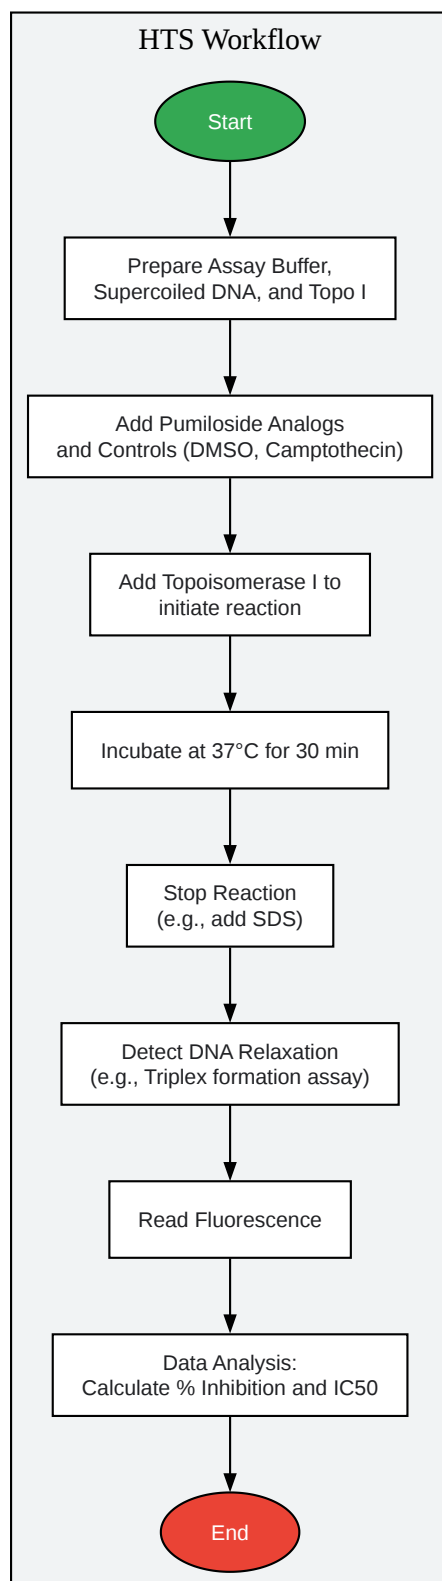 HTS Workflow
Start
Prepare Assay Buffer,
Supercoiled DNA, and Topo I
Add Pumiloside Analogs
and Controls (DMSO, Camptothecin)
Add Topoisomerase I to
initiate reaction
Incubate at 37°C for 30 min
Stop Reaction
(e.g., add SDS)
Detect DNA Relaxation
(e.g., Triplex formation assay)
Read Fluorescence
Data Analysis:
Calculate % Inhibition and IC50
End